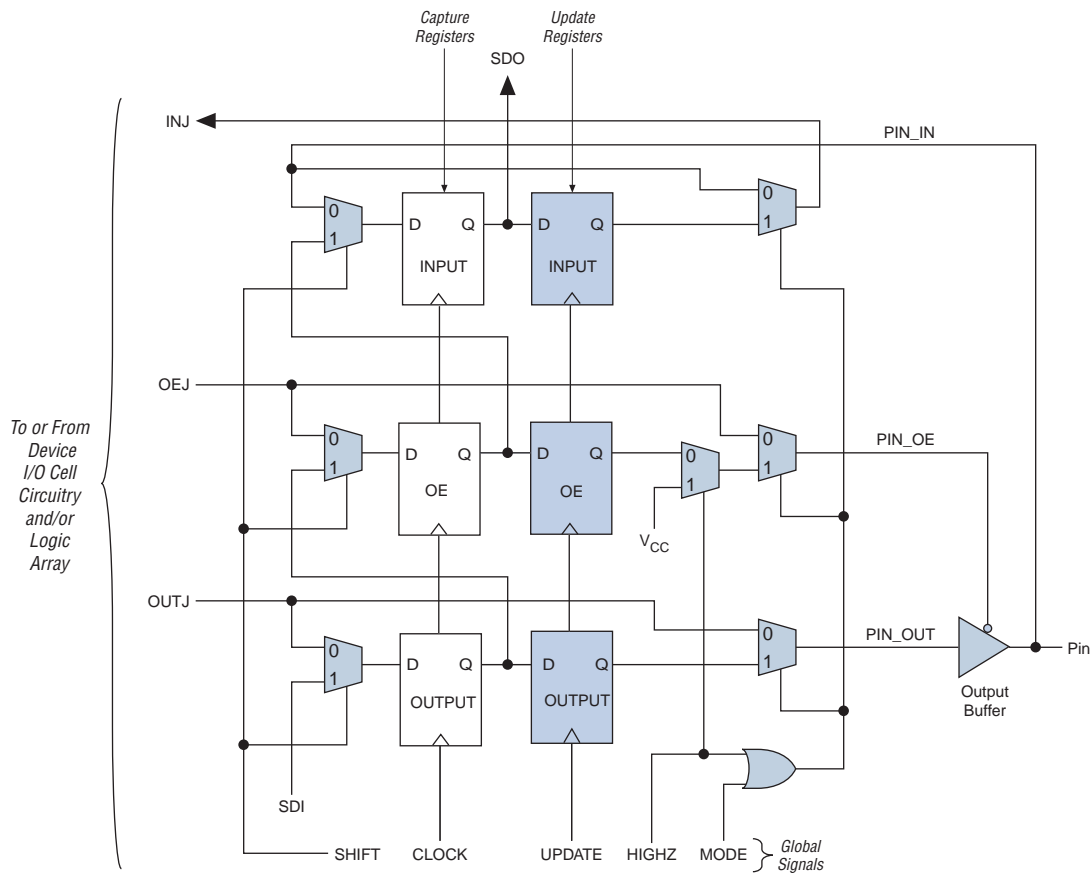 Capture
Registers
Update
Registers
SDO
INJ
PIN_IN
0
1
D Q
INPUT
D Q
INPUT
0
1
OEJ
To or From
Device
I/O Cell
Circuitry
and/or
Logic
Array
0
1
D Q
OE
D Q
OE
0
1
VCC
0
1
PIN_OE
OUTJ
0
1
D Q
OUTPUT
D Q
OUTPUT
0
1
PIN_OUT
Pin
Output
Buffer
SDI
SHIFT
CLOCK
UPDATE
HIGHZ
MODE
Global
Signals